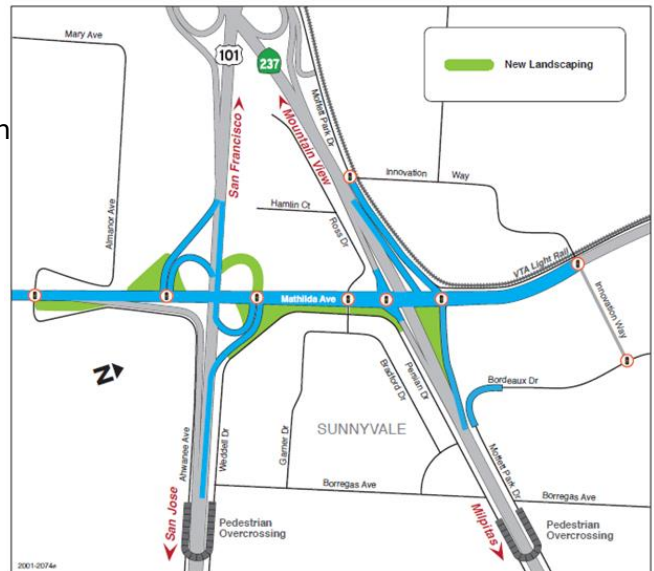 Mary Ave
101
237
New Landscaping
n
San Francisco
Mountain View
Moffett Park Dr
Innovation Way
Almanor Ave
Hamlin Ct
Ross Dr
VTA Light Rail
Mathilda Ave
Innovation Way
N
Bordeaux Dr
Bradford Dr
Persian Dr
SUNNYVALE
Ahwanee Ave
Weddell Dr
Garner Dr
Moffett Park Dr
Borregas Ave
Borregas Ave
San Jose
Pedestrian
Overcrossing
Milpitas
Pedestrian
Overcrossing
2001-2074e